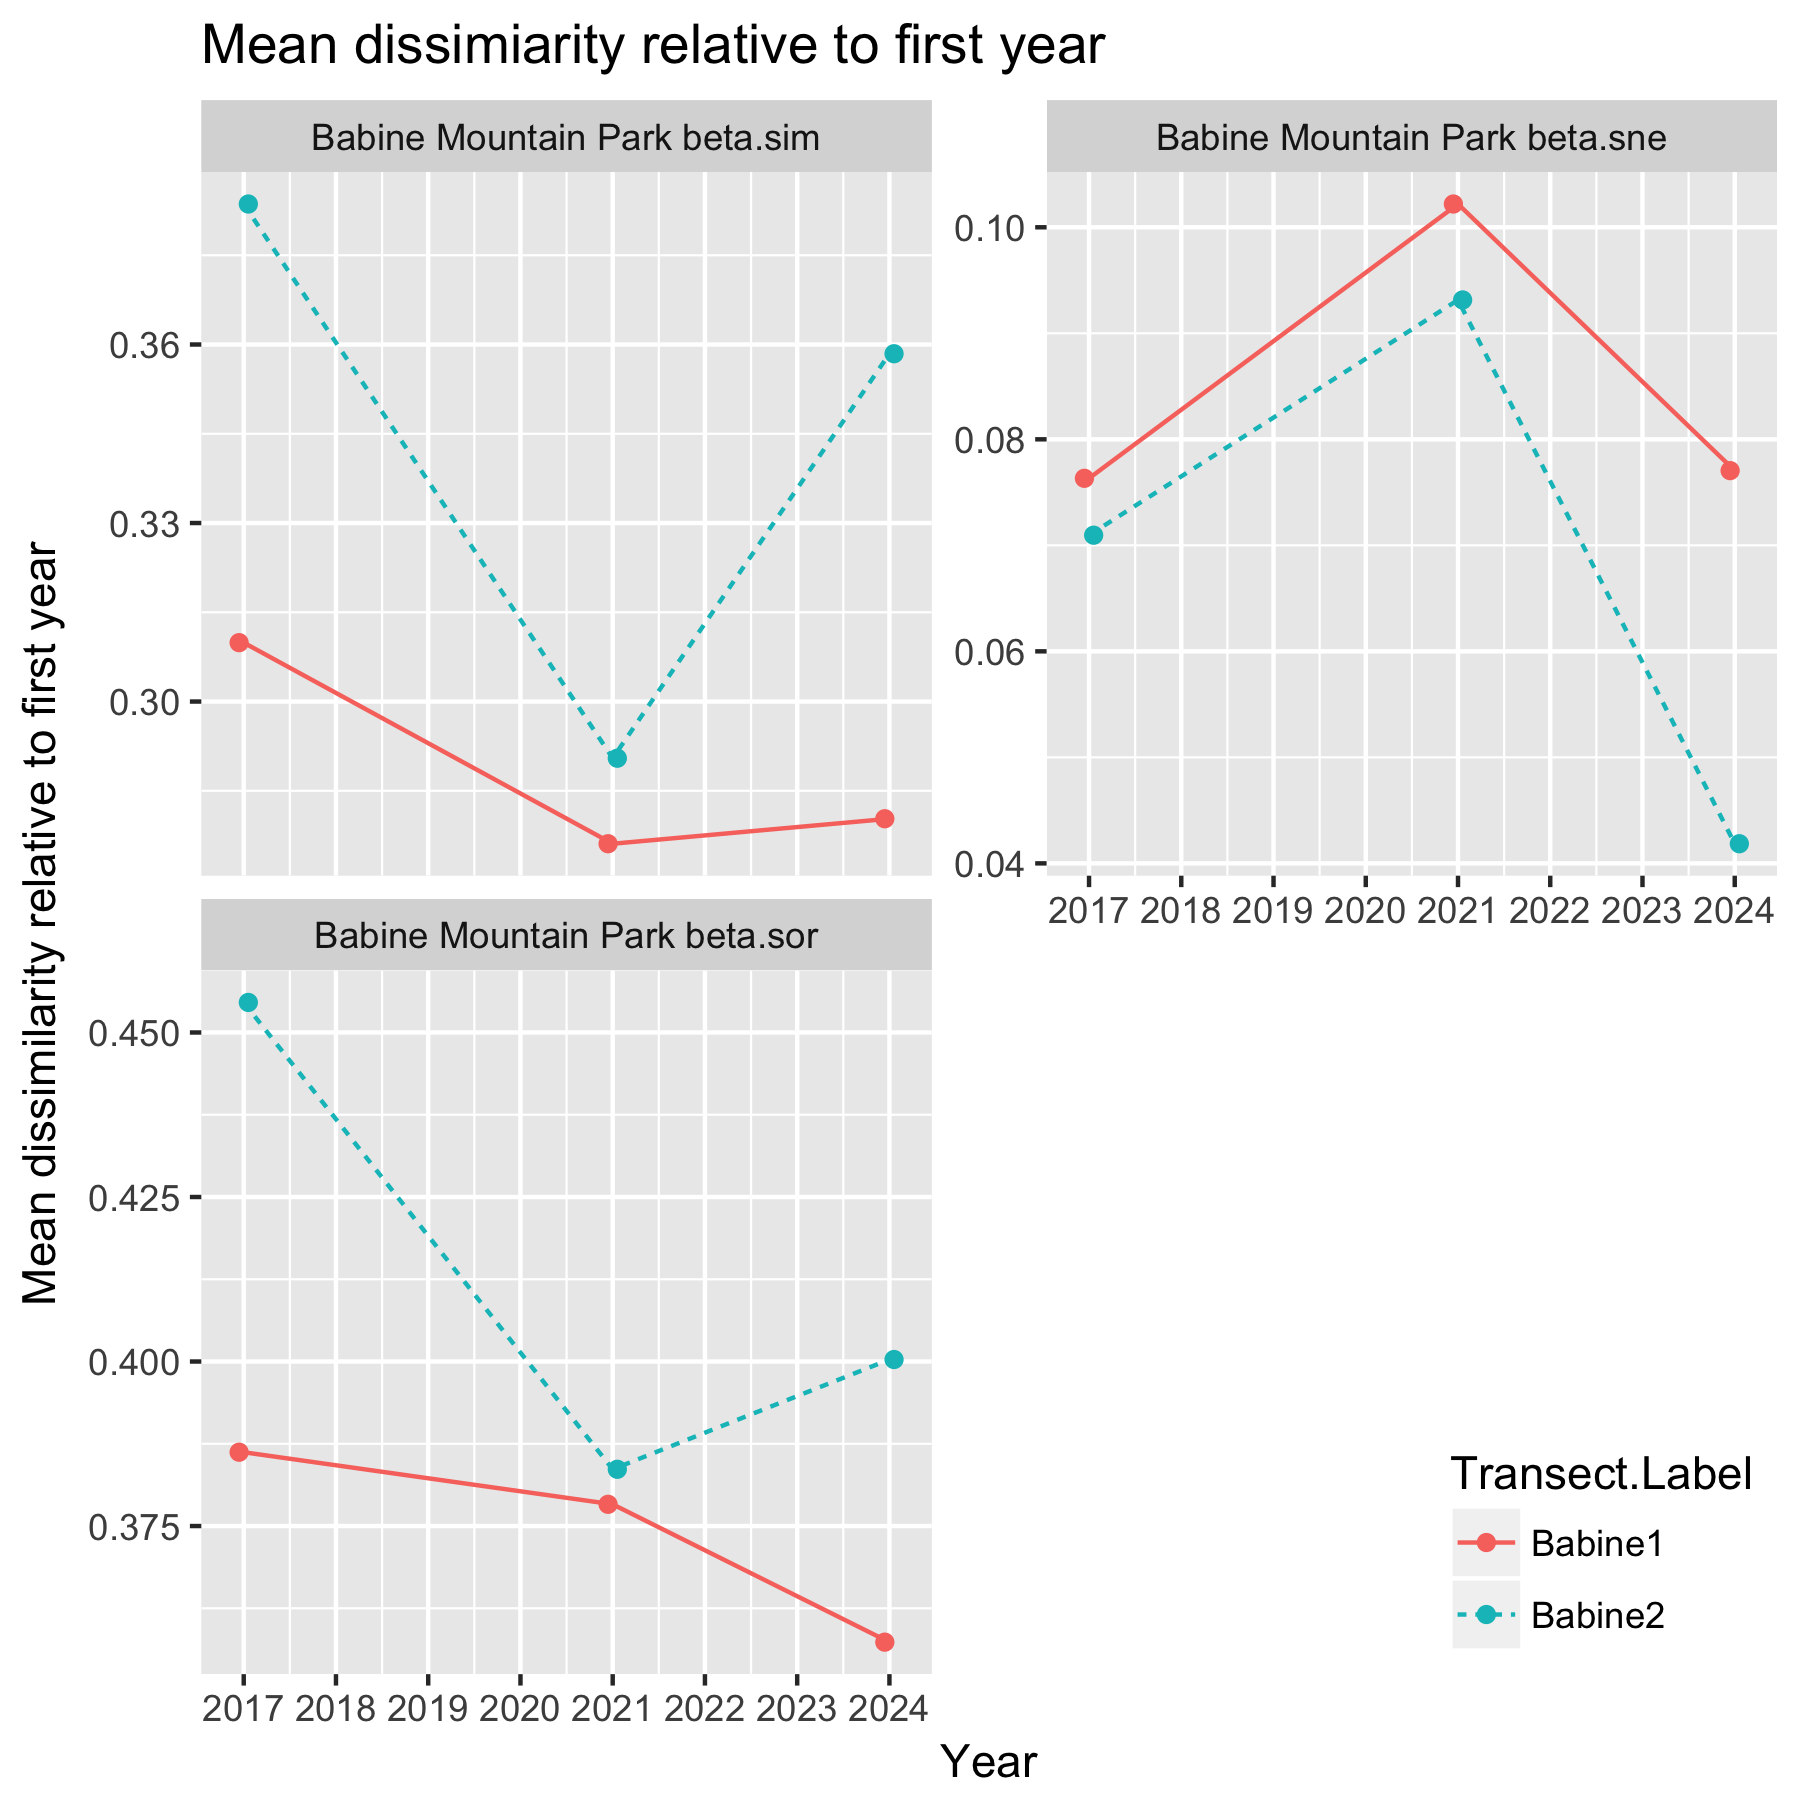 Mean dissimiarity relative to first year
Babine Mountain Park beta.sim
Babine Mountain Park beta.sne
0.36
0.33
0.30
0.10
0.08
0.06
0.04
2017 2018 2019 2020 2021 2022 2023 2024
Babine Mountain Park beta.sor
0.450
0.425
0.400
0.375
2017 2018 2019 2020 2021 2022 2023 2024
Mean dissimilarity relative to first year
Year
Transect.Label
Babine1
Babine2